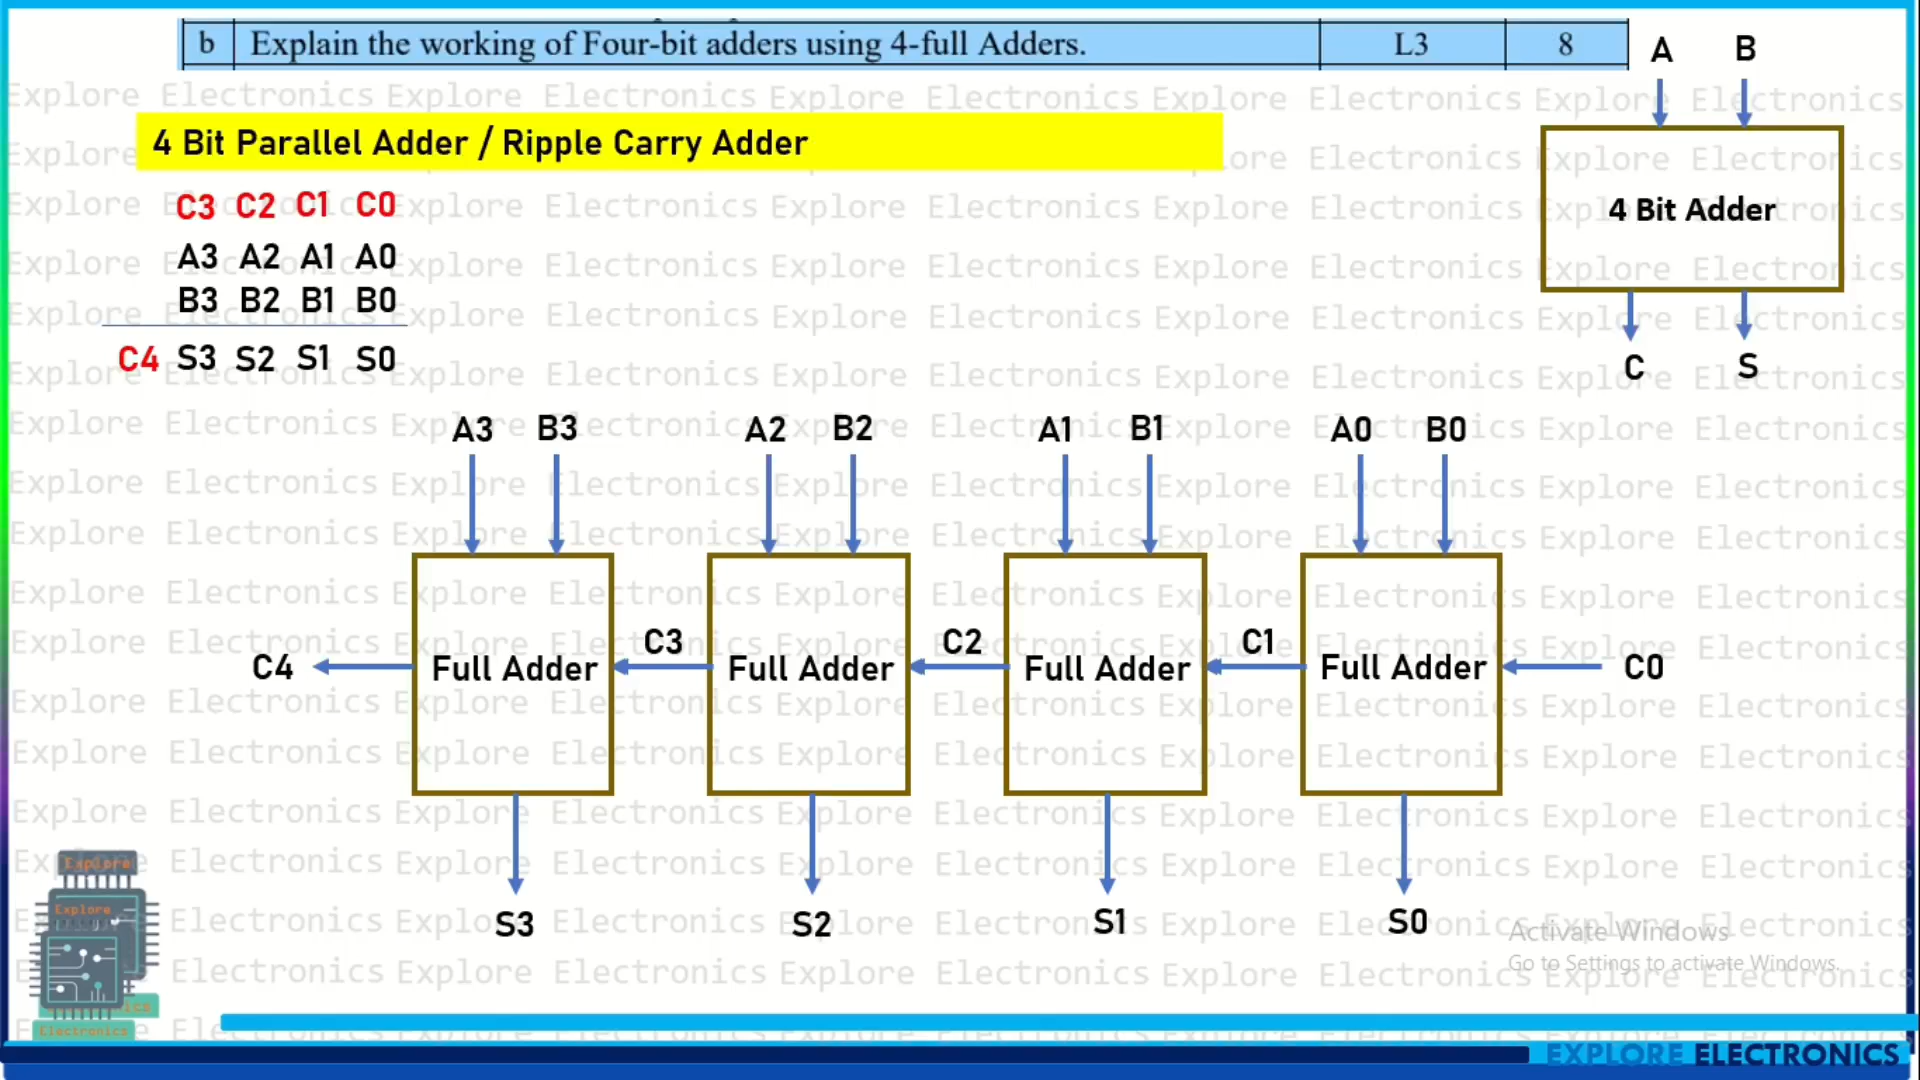 b Explain the working of Four-bit adders using 4-full Adders. L3 8
4 Bit Parallel Adder / Ripple Carry Adder
C3 C2 C1 C0
A3 A2 A1 A0
B3 B2 B1 B0
C4 S3 S2 S1 S0
A B
4 Bit Adder
C S
A3 B3 A2 B2 A1 B1 A0 B0
C4 Full Adder C3 Full Adder C2 Full Adder C1 Full Adder C0
S3 S2 S1 S0
Activate Windows
Go to Settings to activate Windows.
Explore
Explore
Electronics
EXPLORE ELECTRONICS